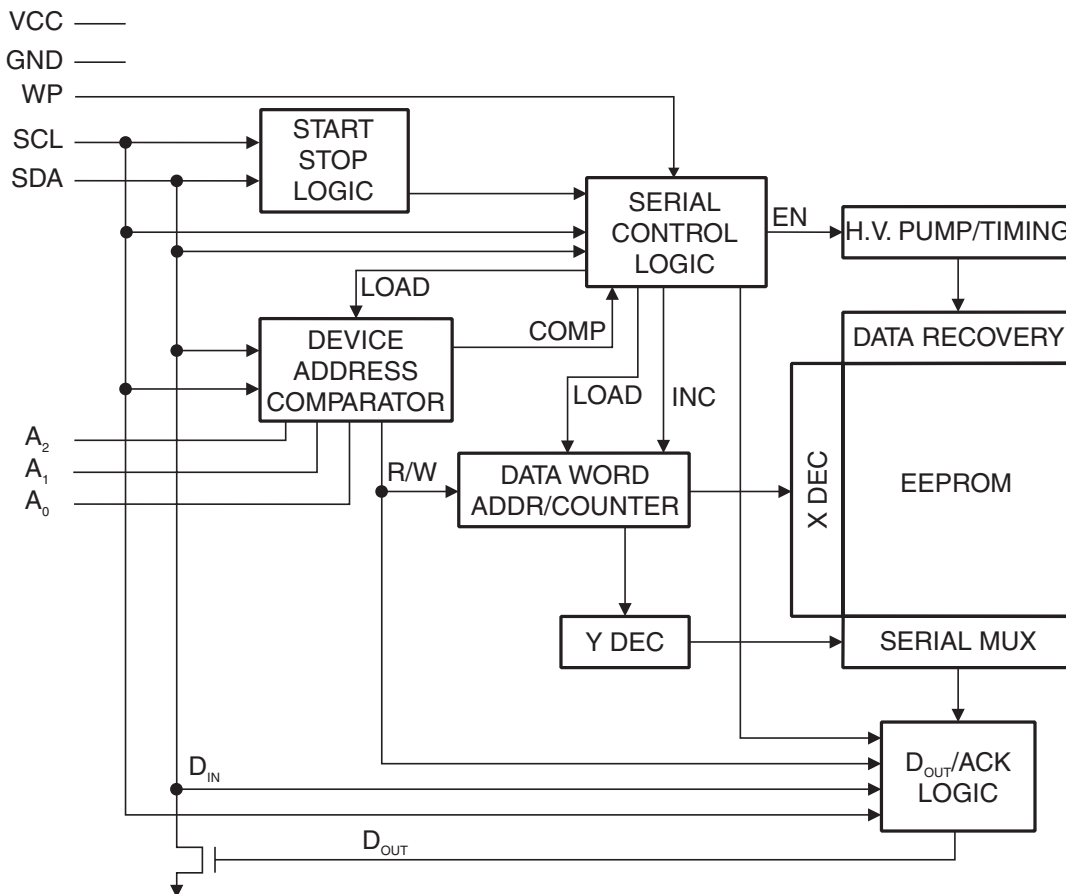 VCC
GND
WP
SCL
SDA
START
STOP
LOGIC
SERIAL
CONTROL
LOGIC
EN
H.V. PUMP/TIMING
LOAD
COMP
DEVICE
ADDRESS
COMPARATOR
DATA RECOVERY
LOAD
INC
A2
A1
A0
R/W
DATA WORD
ADDR/COUNTER
X DEC
EEPROM
Y DEC
SERIAL MUX
DIN
DOUT/ACK
LOGIC
DOUT